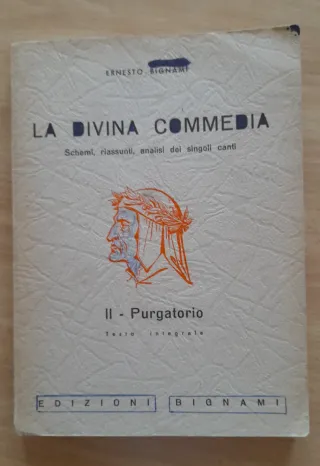 ERNESTO BIGNAMI
LA DIVINA COMMEDIA
Schemi, riassunti, analisi dei singoli canti
II - Purgatorio
Testo integrale
EDIZIONI BIGNAMI